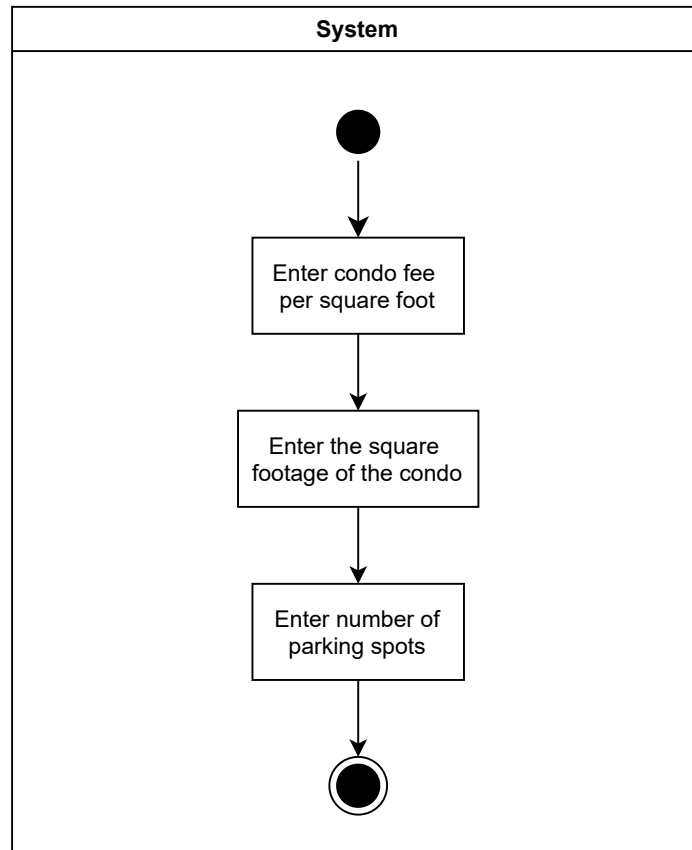 System
Enter condo fee
per square foot
Enter the square
footage of the condo
Enter number of
parking spots